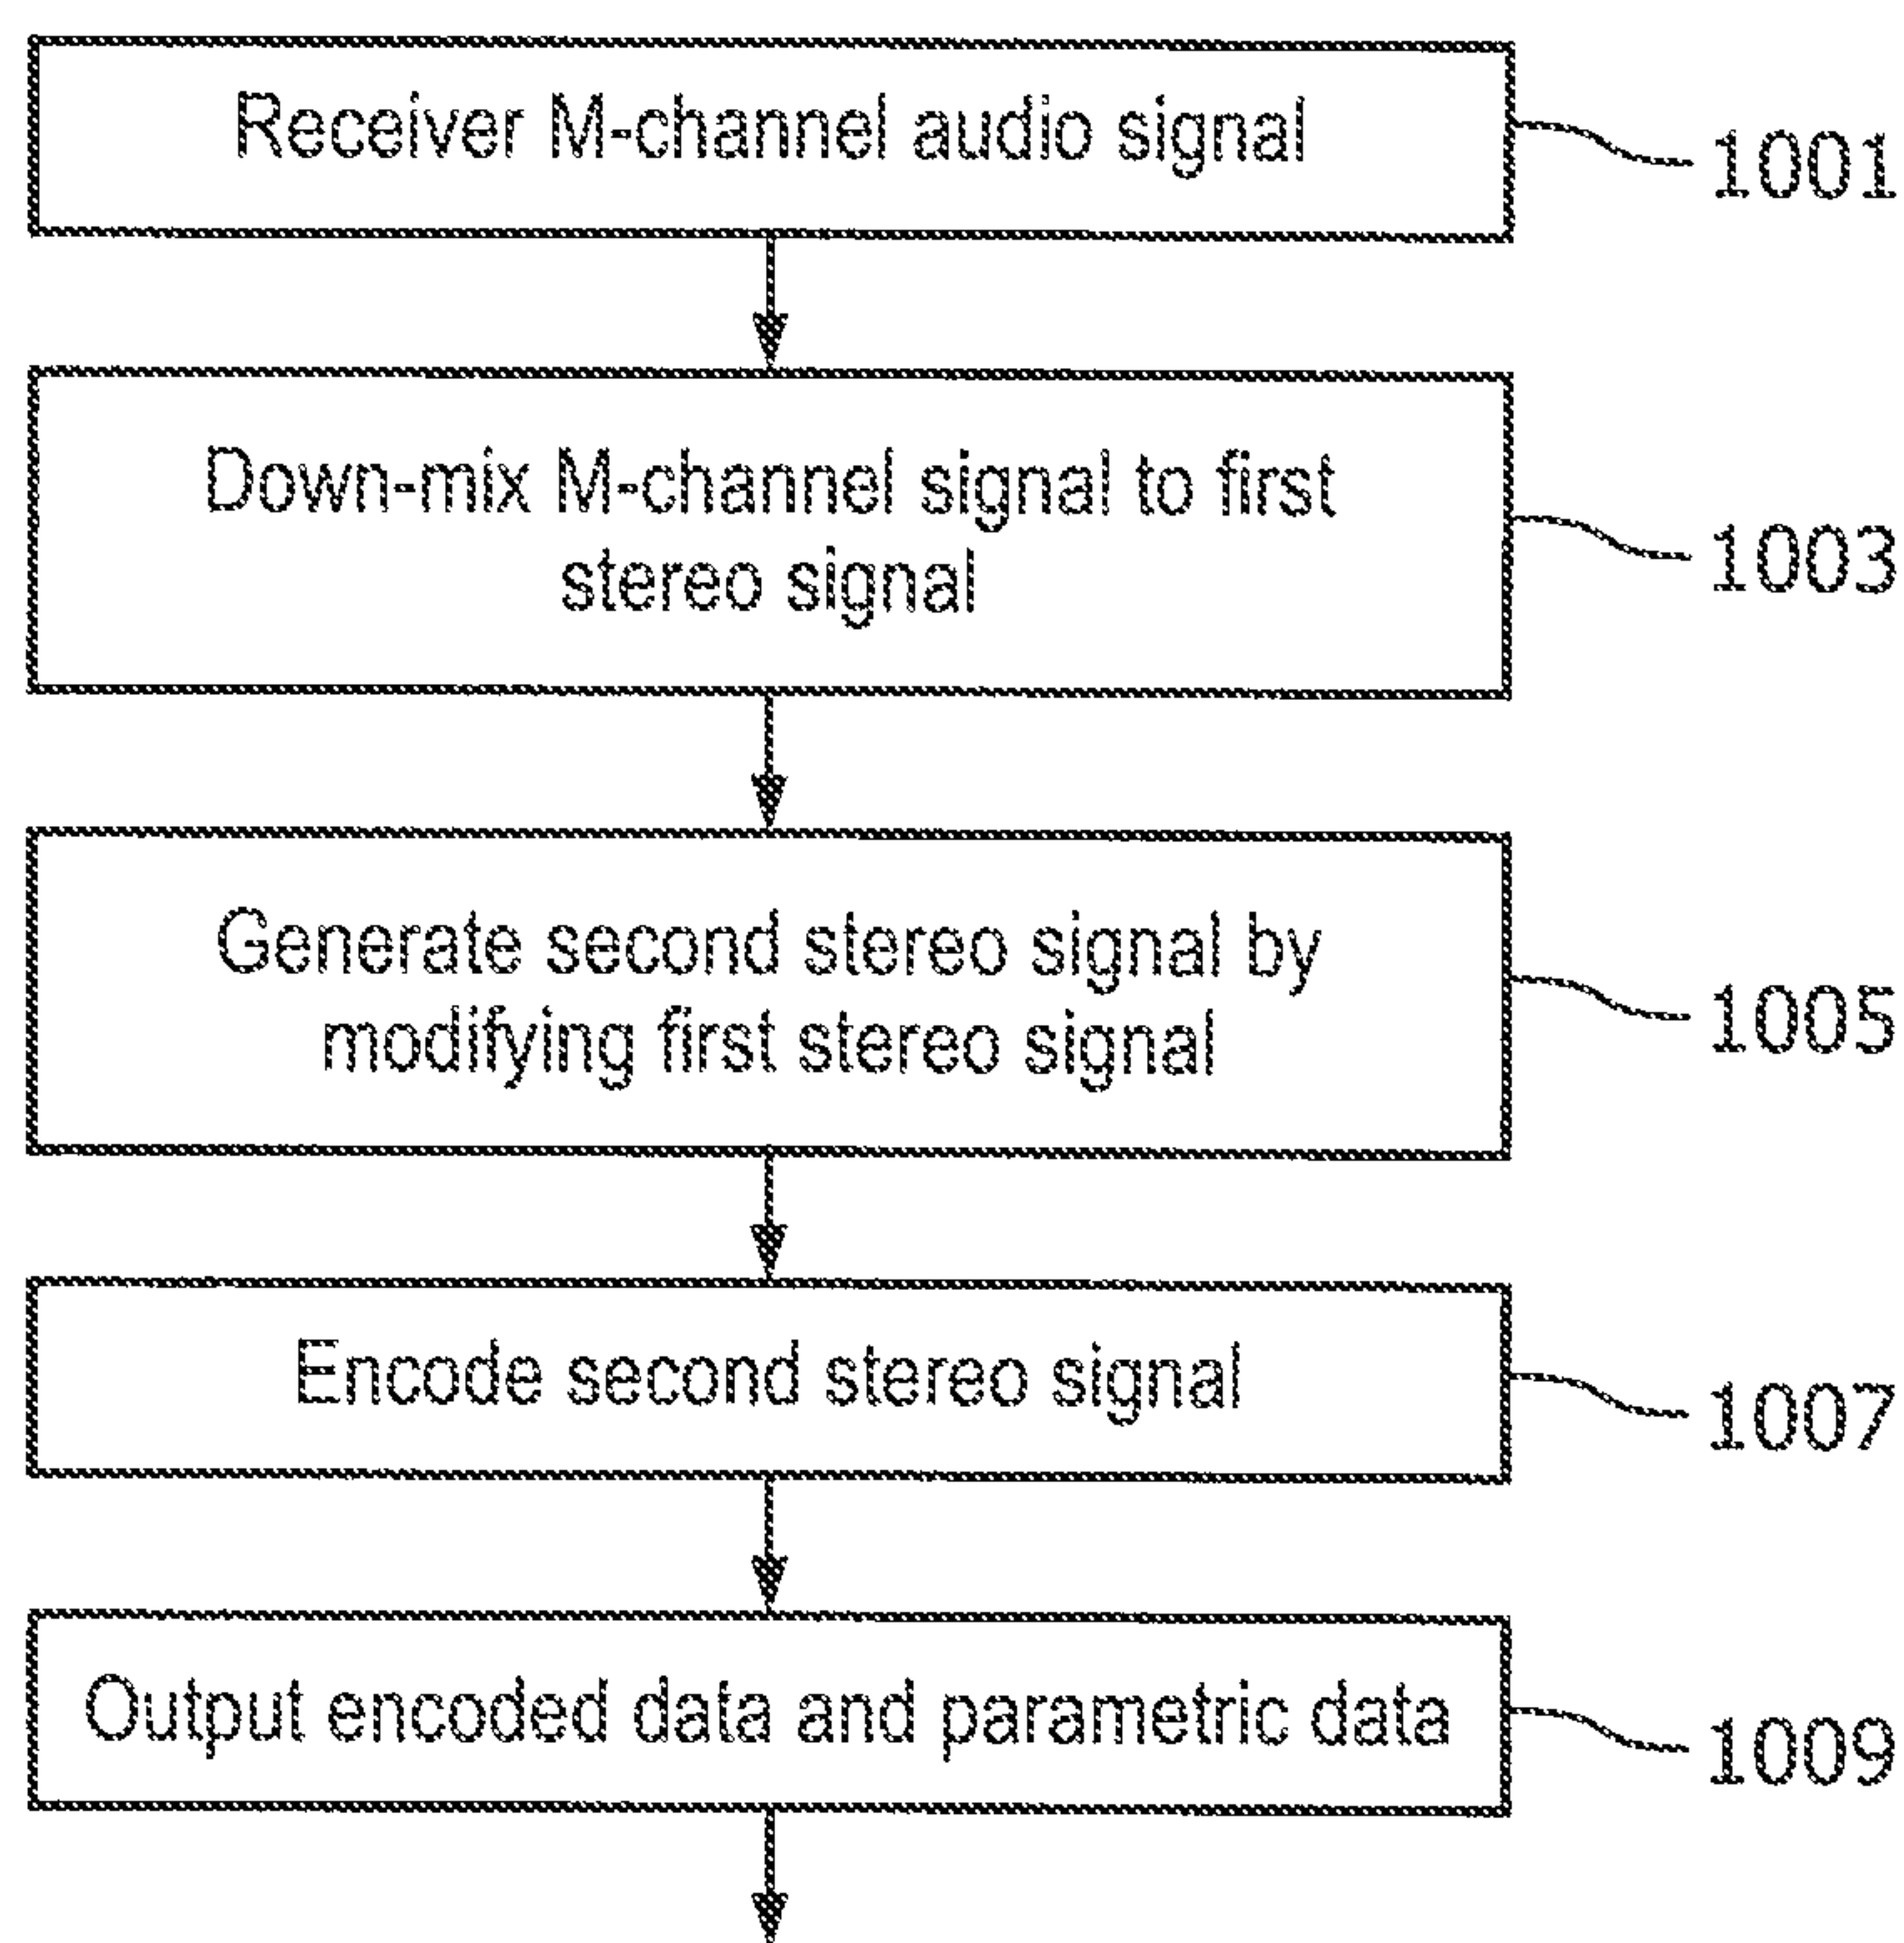 Receiver M-channel audio signal
1001
Down-mix M-channel signal to first
stereo signal
1003
Generate second stereo signal by
modifying first stereo signal
1005
Encode second stereo signal
1007
Output encoded data and parametric data
1009